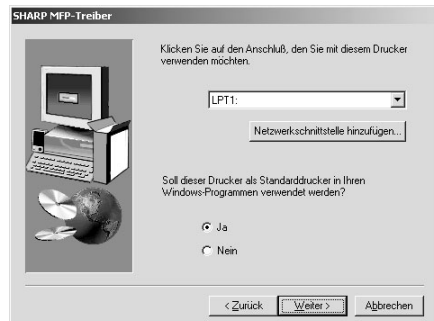 SHARP MFP-Treiber
Klicken Sie auf den Anschluß, den Sie mit diesem Drucker
verwenden möchten.
LPT1:
Netzwerkschnittstelle hinzufügen...
Soll dieser Drucker als Standarddrucker in Ihren
Windows-Programmen verwendet werden?
Ja
Nein
< Zurück
Weiter >
Abbrechen